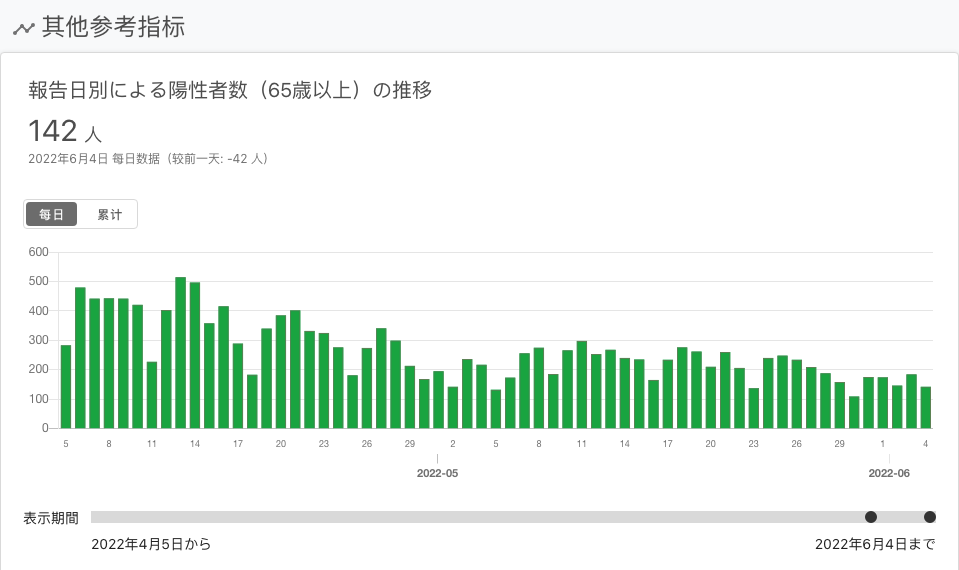 其他参考指标
報告日別による陽性者数（65歳以上）の推移
142 人
2022年6月4日 每日数据（较前一天: -42 人）
每日 累计
600
500
400
300
200
100
0
5 8 11 14 17 20 23 26 29 2 5 8 11 14 17 20 23 26 29 1 4
2022-05 2022-06
表示期間
2022年4月5日から 2022年6月4日まで